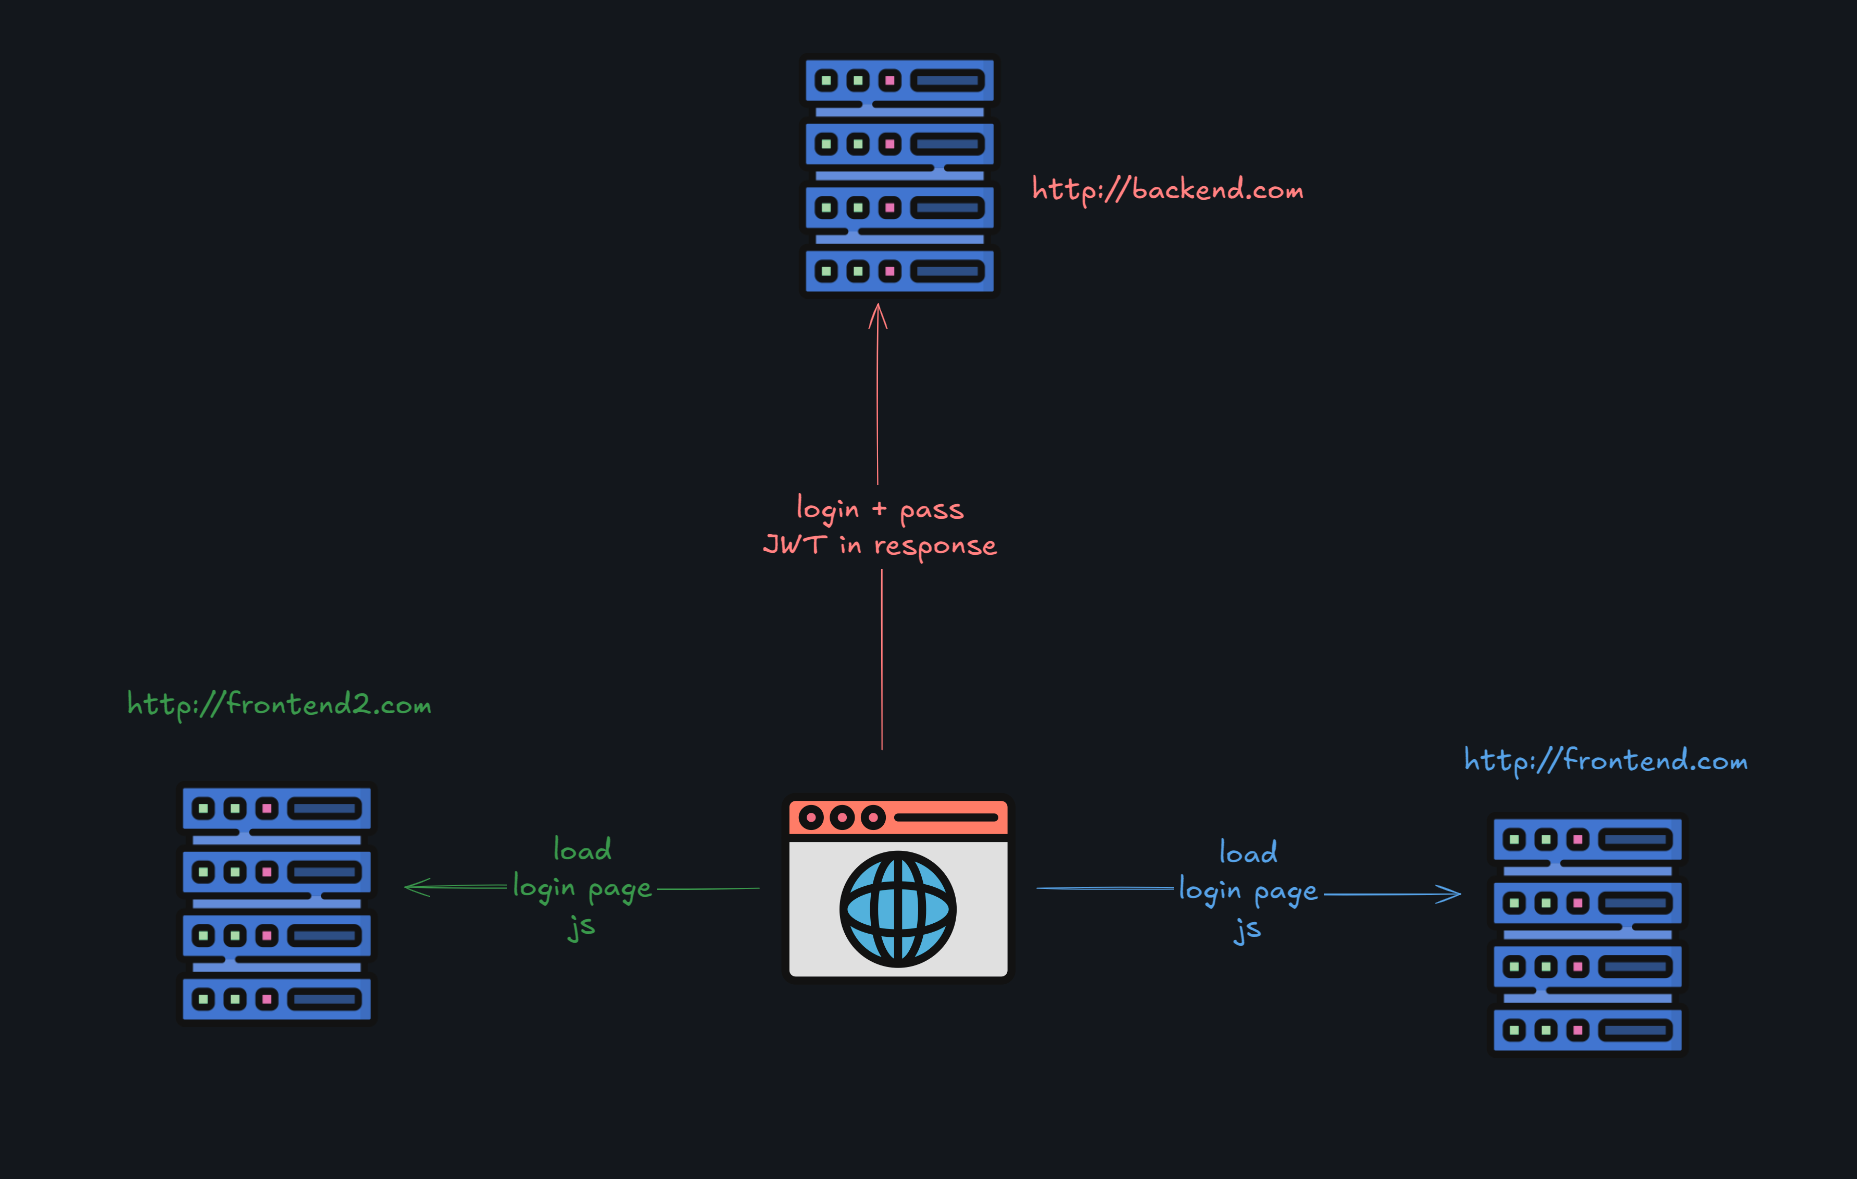 http://backend.com
login + pass
JWT in response
http://frontend2.com
http://frontend.com
load
login page
js
load
login page
js